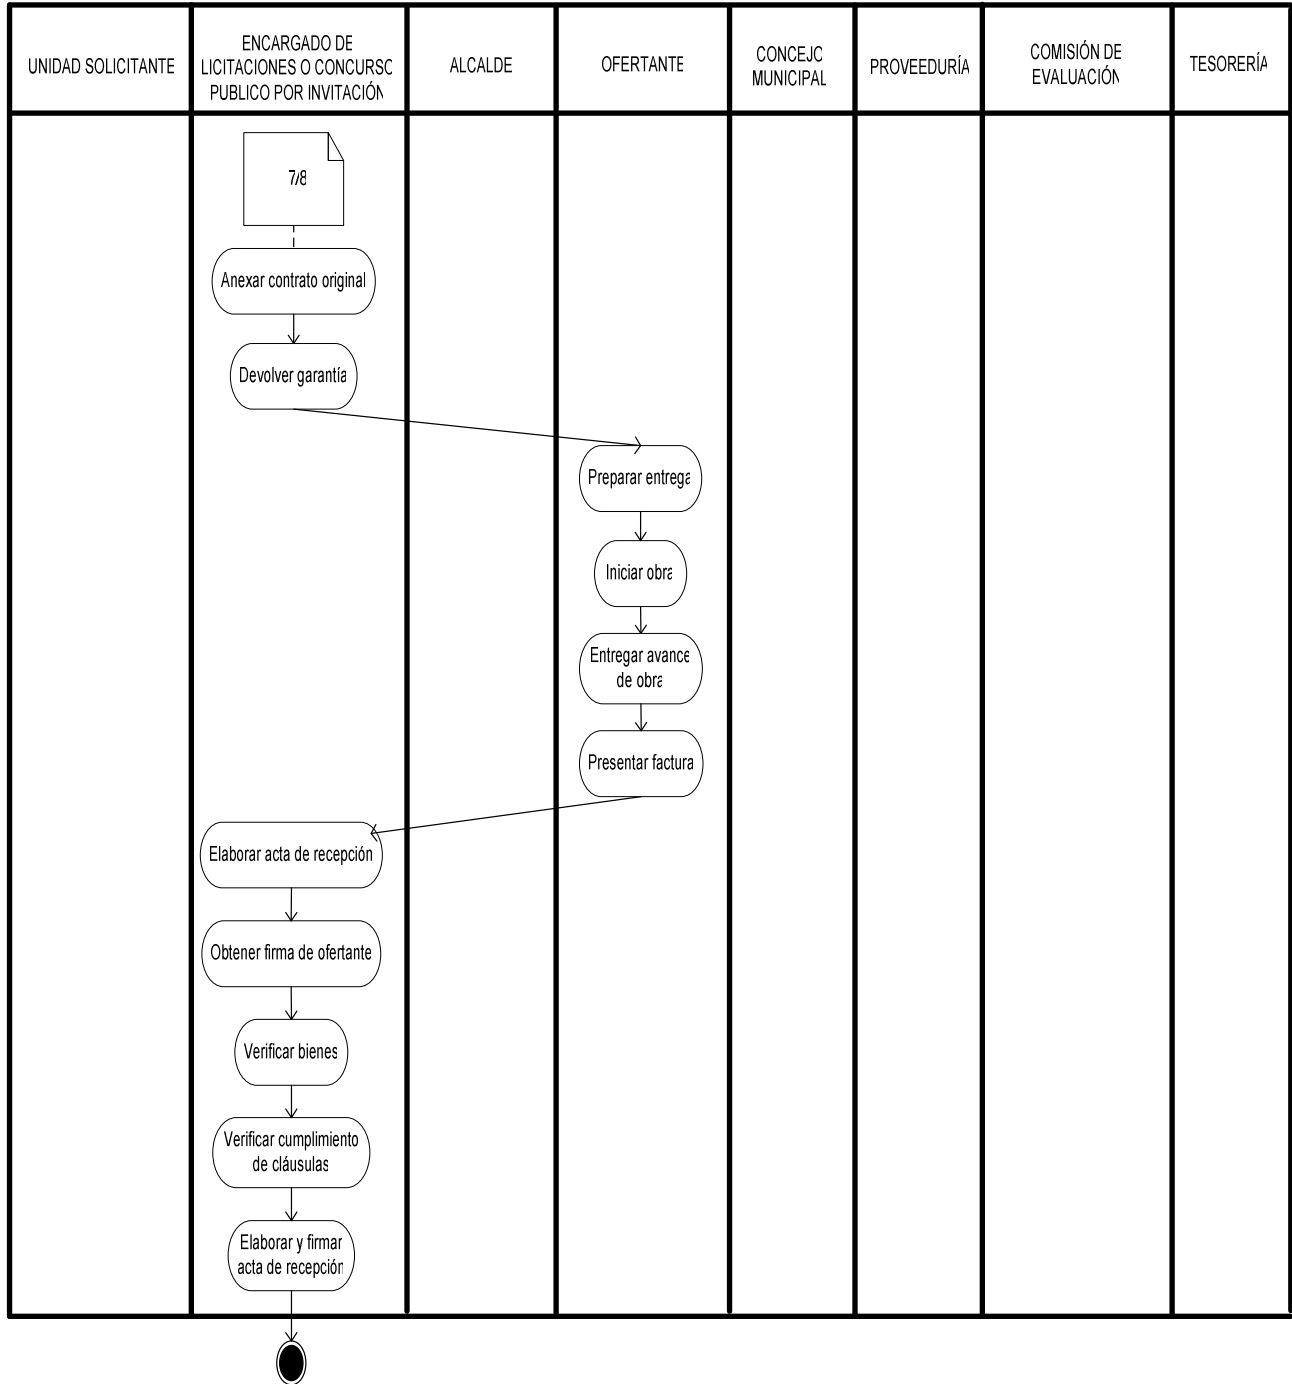 UNIDAD SOLICITANTE
ENCARGADO DE
LICITACIONES O CONCURSO
PUBLICO POR INVITACIÓN
ALCALDE
OFERTANTE
CONCEJO
MUNICIPAL
PROVEEDURÍA
COMISIÓN DE
EVALUACIÓN
TESORERÍA
7/8
Anexar contrato original
Devolver garantía
Preparar entrega
Iniciar obra
Entregar avance
de obra
Presentar factura
Elaborar acta de recepción
Obtener firma de ofertante
Verificar bienes
Verificar cumplimiento
de cláusulas
Elaborar y firmar
acta de recepción